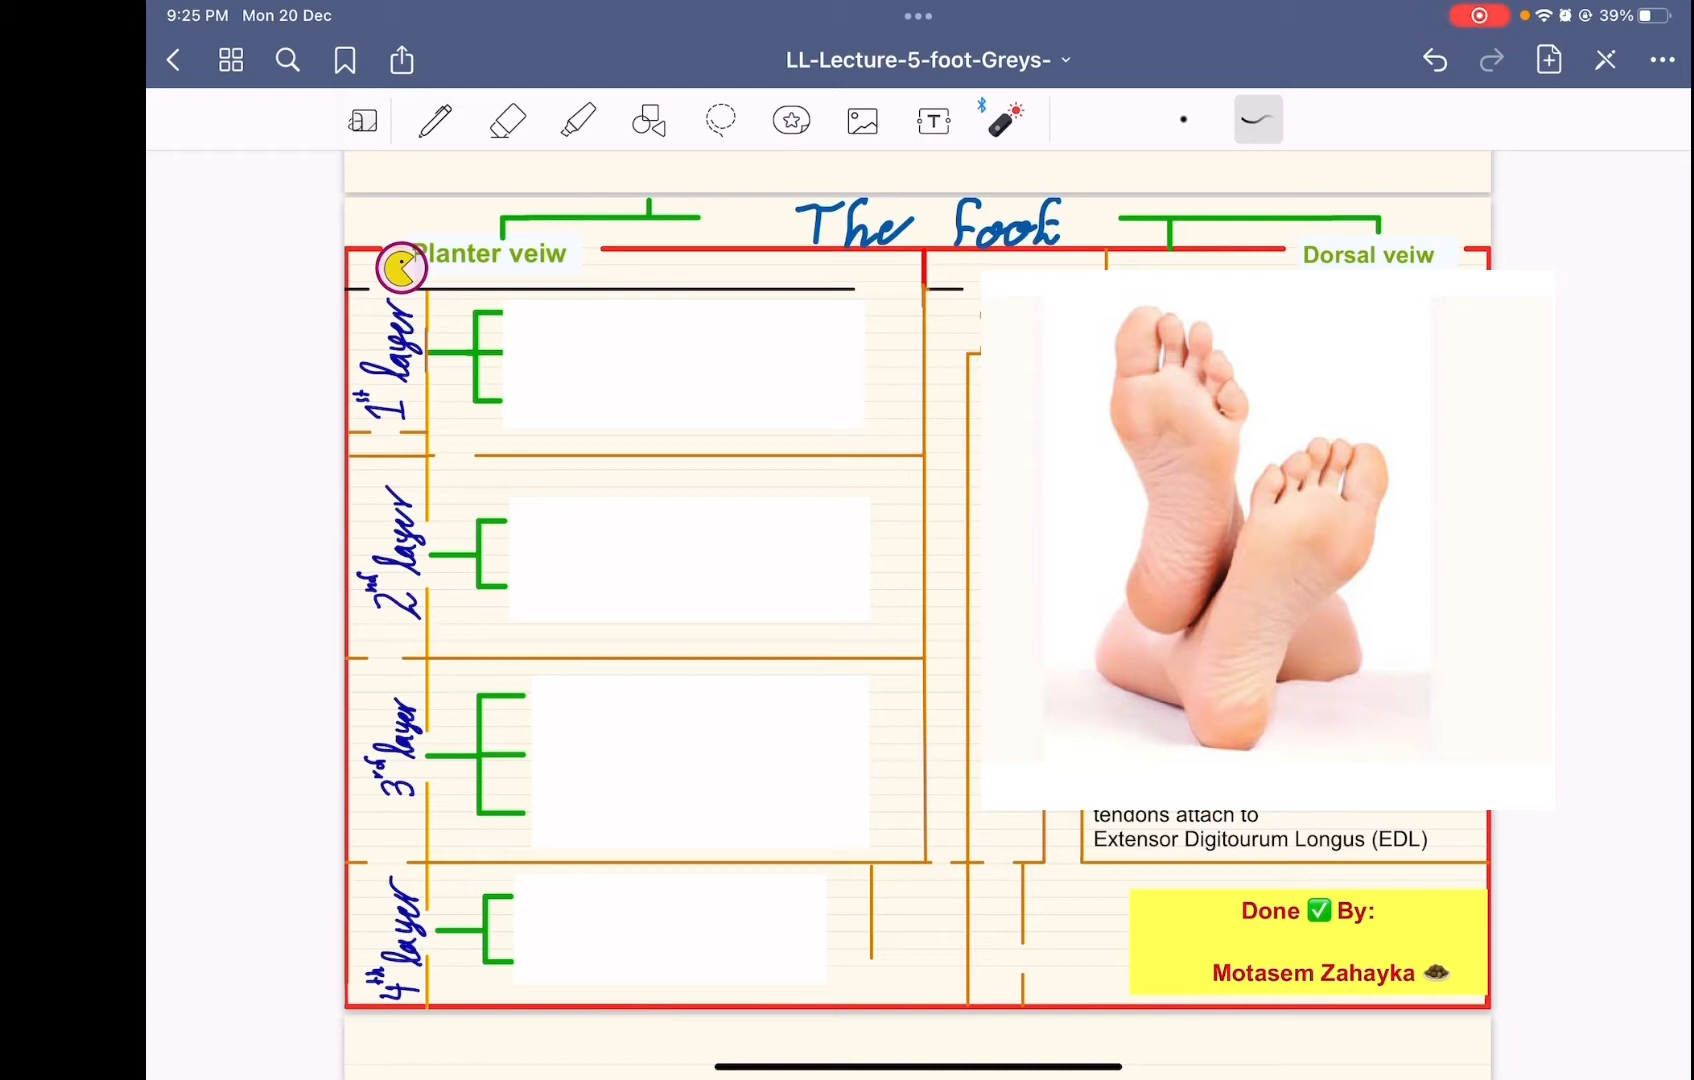 9:25 PM Mon 20 Dec
39%
LL-Lecture-5-foot-Greys-
T
The foot
Planter veiw
Dorsal veiw
1st layer
2nd layer
3rd layer
4th layer
tendons attach to
Extensor Digitourum Longus (EDL)
Done ✅ By:
Motasem Zahayka